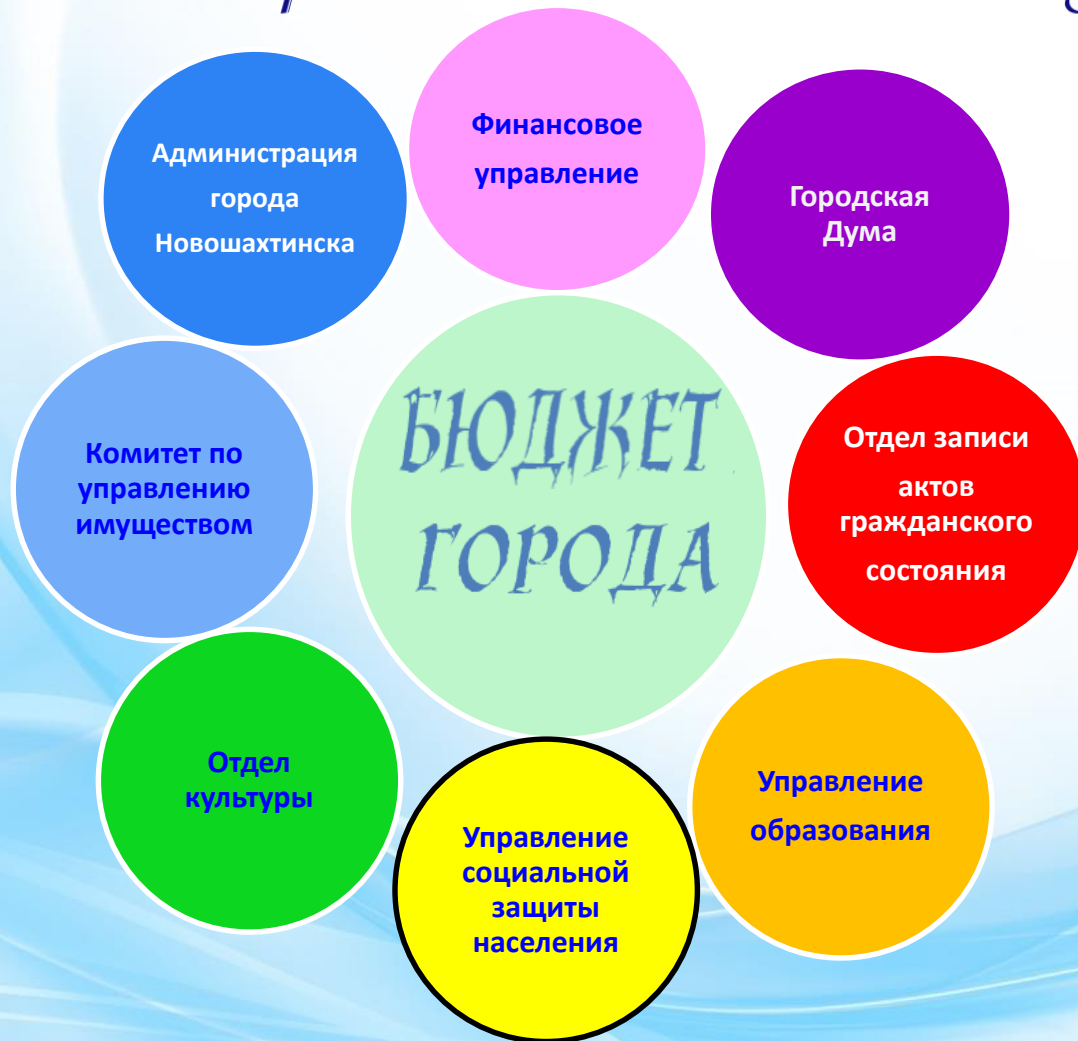 Финансовое
управление
Администрация
города
Новошахтинска
Городская
Дума
БЮДЖЕТ
ГОРОДА
Комитет по
управлению
имуществом
Отдел записи
актов
гражданского
состояния
Отдел
культуры
Управление
образования
Управление
социальной
защиты
населения